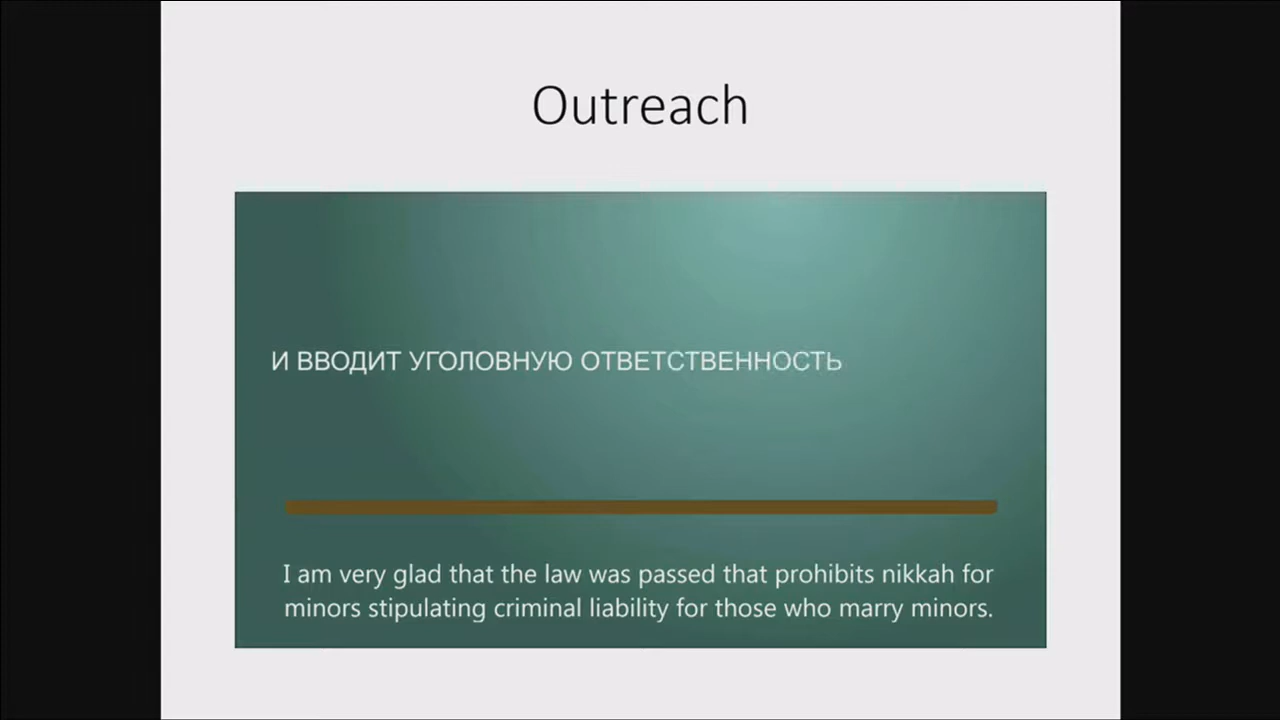 Outreach
И ВВОДИТ УГОЛОВНУЮ ОТВЕТСТВЕННОСТЬ
I am very glad that the law was passed that prohibits nikkah for
minors stipulating criminal liability for those who marry minors.